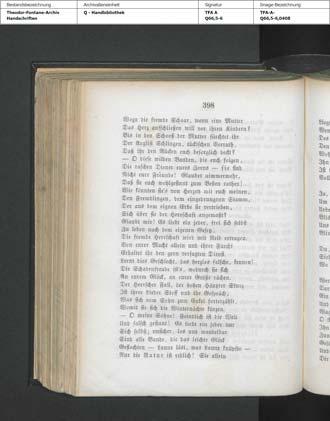 Bestandsbezeichnung
Archivalieneinheit
Signatur
Image-Bezeichnung
Theodor-Fontane-Archiv
Handschriften
Q - Handbibliothek
TFA A
Q66,5-6
TFA-A-
Q66,5-6,0408
398
Wogt die fremde Schaar, wenn eine Mutter
Das Herz aufschließen will vor ihren Kindern?
Bis in den Schooß der Mutter fürchtet ihr
Der Arglist Schlingen, tückischen Verrath,
Daß ihr den Rücken euch besorglich deckt?
— O diese wilden Banden, die euch folgen,
Die raschen Diener eures Zorns — sie sind
Nicht eure Freunde! Glaubet nimmermehr,
Daß sie euch wohlgesinnt zum Besten rathen!
Wie könnten sie's von Herzen mit euch meinen,
Den Fremdlingen, dem eingedrungnen Stamm,
Der aus dem eignen Erbe sie vertrieben,
Sich über sie der Herrschaft angemaßt?
Glaubt mir! Es liebt ein jeder, frei sich selbst
Zu leben nach dem eigenen Gesetz,
Die fremde Herrschaft wird mit Neid ertragen.
Von eurer Macht allein und ihrer Furcht
Erhaltet ihr den gern versagten Dienst.
Lernt dies Geschlecht, das herzlos falsche, kennen!
Die Schadenfreude ist's, wodurch sie sich
An eurem Glück, an eurer Größe rächen.
Der Herrscher Fall, der hohen Häupter Sturz
Ist ihrer Lieder Stoff und ihr Gespräch,
Was sich vom Sohn zum Enkel forterzählt,
Womit sie sich die Winternächte kürzen.
— O meine Söhne! Feindlich ist die Welt
Und falsch gesinnt! Es liebt ein jeder nur
Sich selbst; unsicher, los und wandelbar
Sind alle Bande, die das leichte Glück
Geflochten — Laune löst, was Laune knüpfte —
Nur die Natur ist redlich! Sie allein